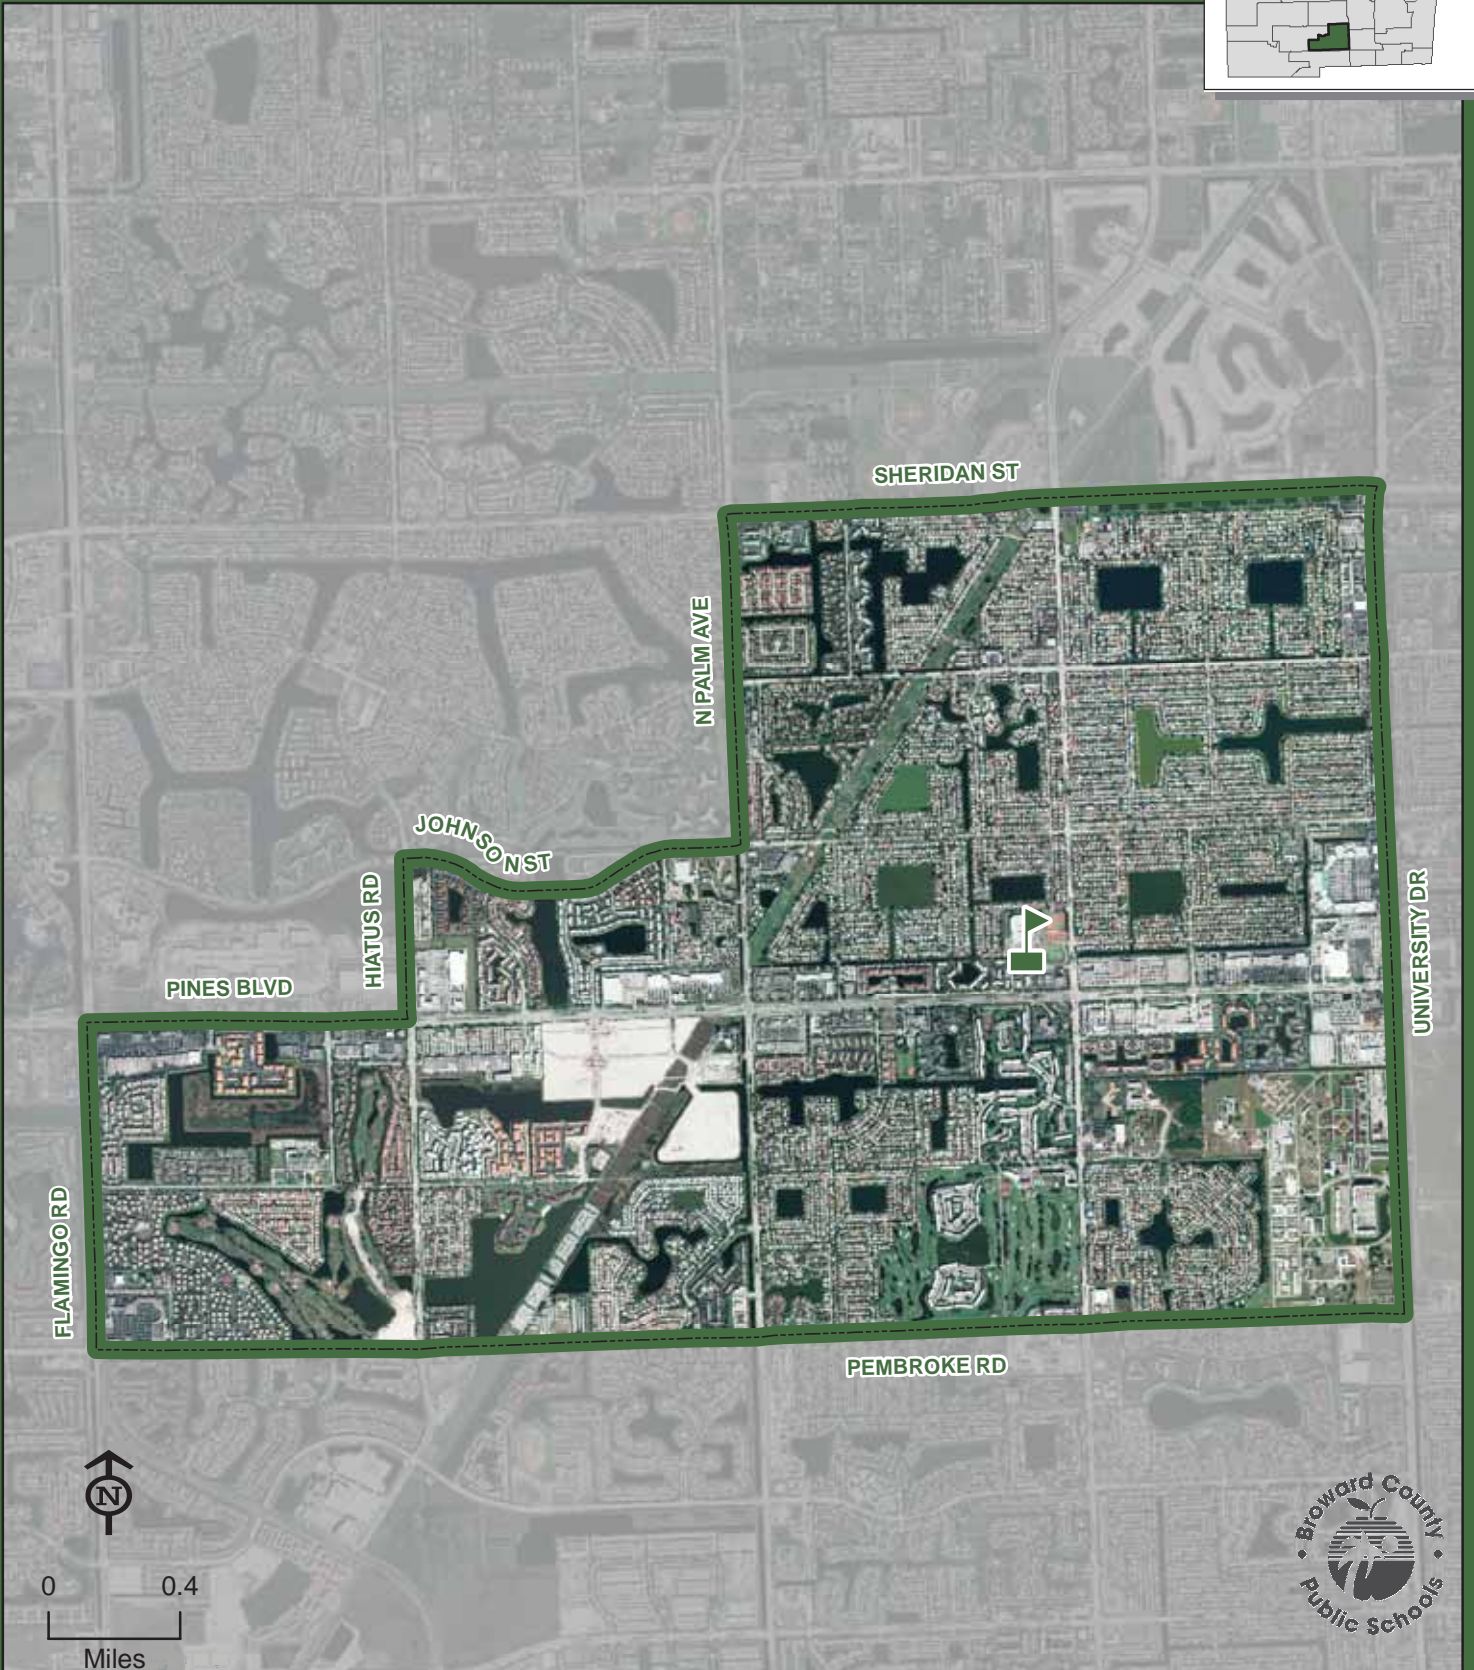 SHERIDAN ST
N PALM AVE
JOHNSON ST
HIATUS RD
UNIVERSITY DR
PINES BLVD
FLAMINGO RD
PEMBROKE RD
N
0 0.4
Miles
Broward County
Public Schools